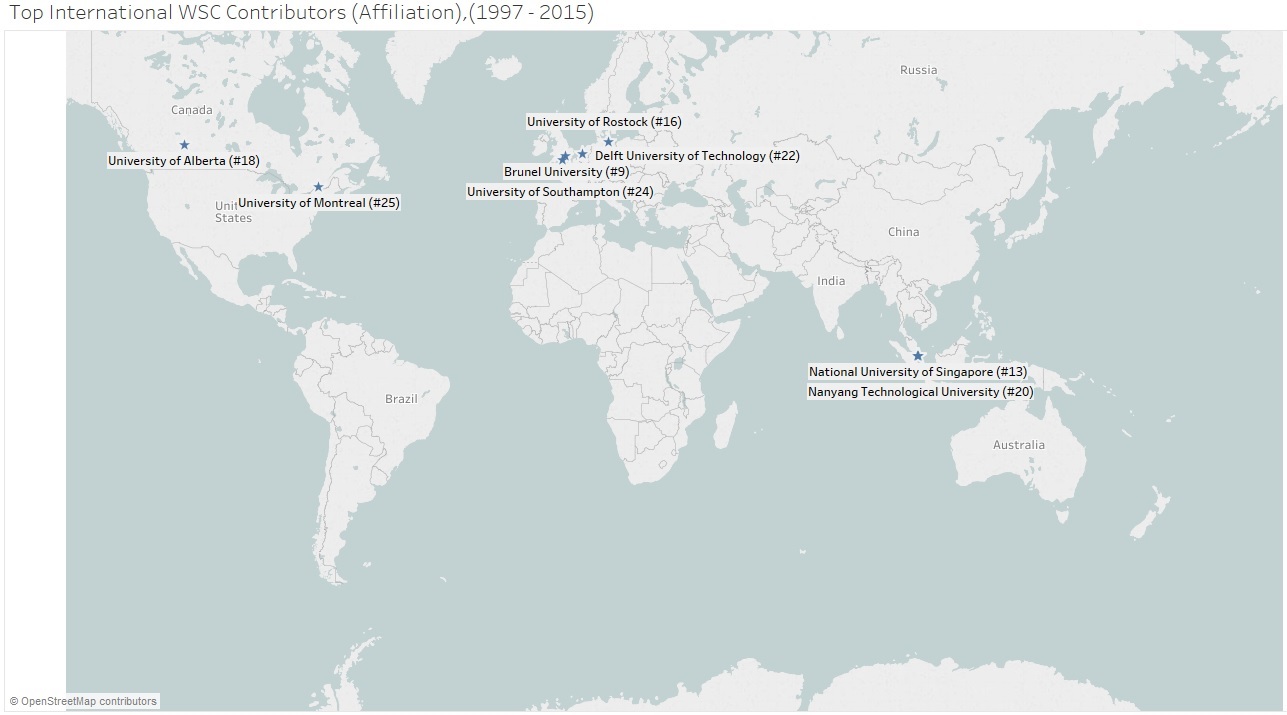 Top International WSC Contributors (Affiliation),(1997 - 2015)
Russia
Canada
University of Rostock (#16)
University of Alberta (#18)
Delft University of Technology (#22)
Brunel University (#9)
University of Southampton (#24)
Unit
University of Montreal (#25)
States
China
India
National University of Singapore (#13)
Nanyang Technological University (#20)
Brazil
Australia
© OpenStreetMap contributors